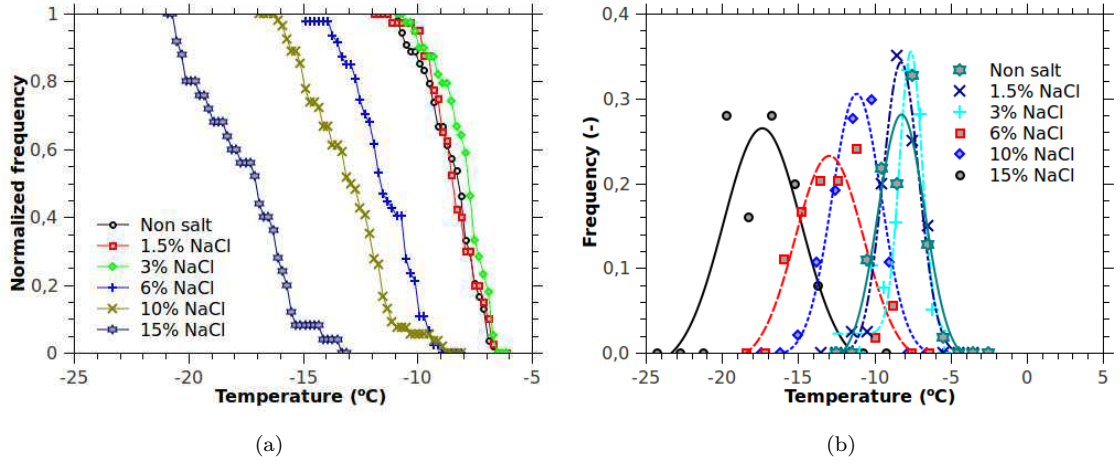 1
0,8
0,6
0,4
0,2
0
Normalized frequency
Non salt
1.5% NaCl
3% NaCl
6% NaCl
10% NaCl
15% NaCl
-25 -20 -15 -10 -5
Temperature (ºC)
(a)
0,4
0,3
0,2
0,1
0,0
Frequency (-)
Non salt
1.5% NaCl
3% NaCl
6% NaCl
10% NaCl
15% NaCl
-25 -20 -15 -10 -5 0 5
Temperature (ºC)
(b)